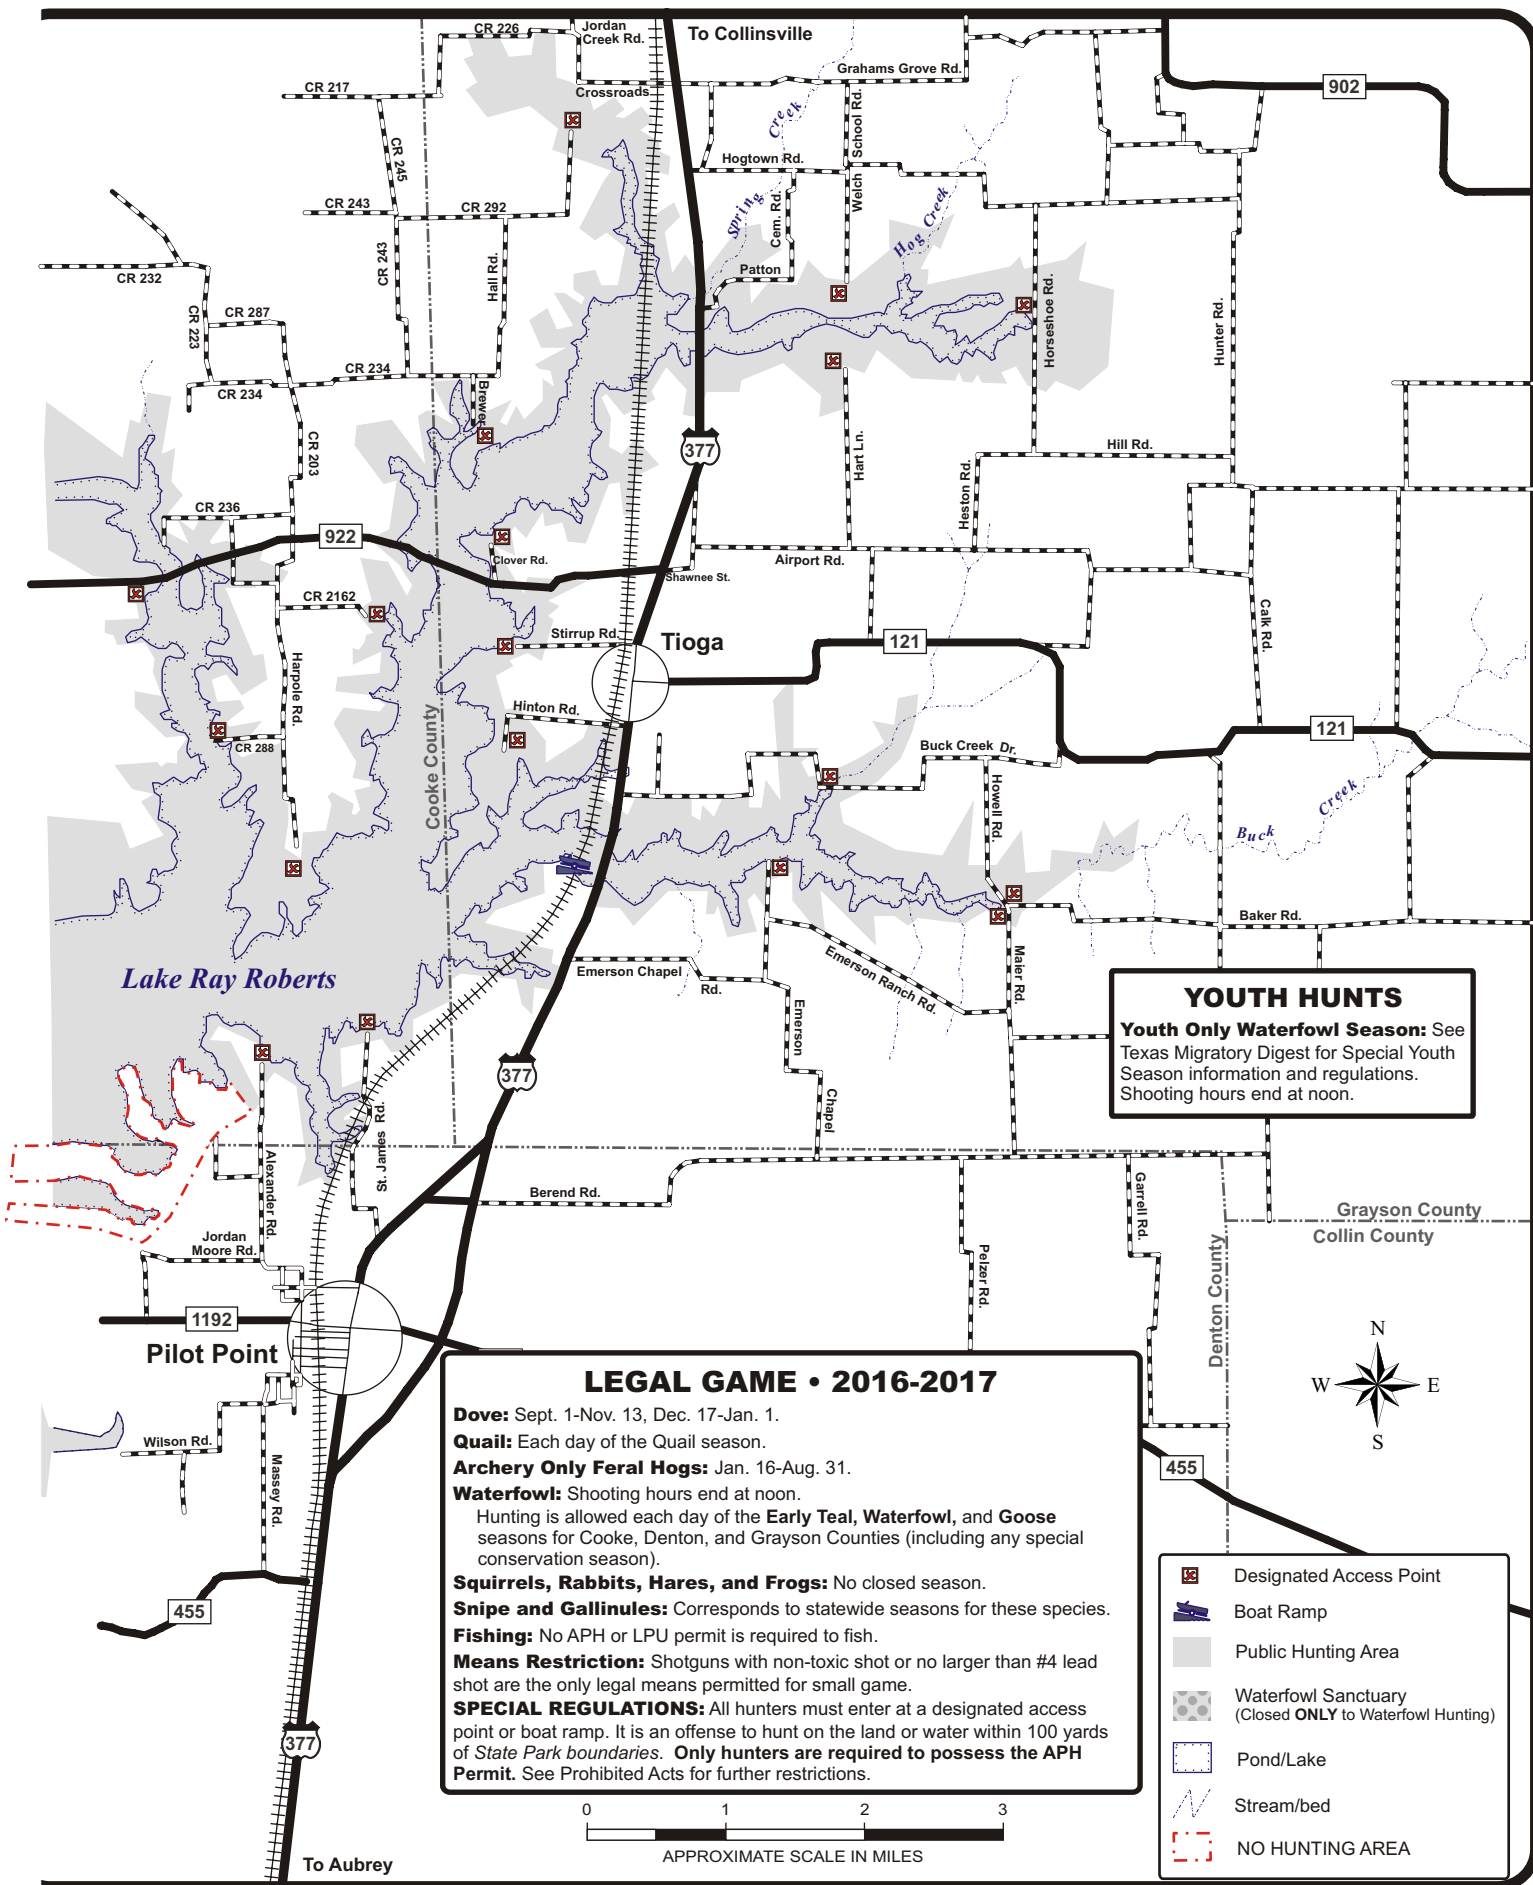 CR 226
Jordan
Creek Rd.
To Collinsville
CR 217
Crossroads
Grahams Grove Rd.
902
Creek
Spring
School Rd.
Welch
CR 245
Hogtown Rd.
Cem. Rd.
Hog Creek
CR 243
CR 292
CR 243
Hall Rd.
Patton
CR 232
CR 223
CR 287
Horseshoe Rd.
Hunter Rd.
CR 234
CR 234
Brewer
CR 203
377
Hart Ln.
Heston Rd.
Hill Rd.
CR 236
922
Clover Rd.
Shawnee St.
Airport Rd.
CR 2162
Calk Rd.
Stirrup Rd.
Tioga
121
Harpole Rd.
Cooke County
Hinton Rd.
CR 288
Buck Creek Dr.
121
Howell Rd.
Buck
Creek
Baker Rd.
Lake Ray Roberts
Emerson Chapel
Rd.
Emerson Ranch Rd.
Maier Rd.
Emerson
Chapel
377
YOUTH HUNTS
Youth Only Waterfowl Season: See
Texas Migratory Digest for Special Youth
Season information and regulations.
Shooting hours end at noon.
St. James Rd.
Alexander Rd.
Berend Rd.
Garrell Rd.
Jordan
Moore Rd.
Pelzer Rd.
Denton County
Grayson County
Collin County
1192
Pilot Point
N
W
E
S
Wilson Rd.
Massey Rd.
455
455
377
To Aubrey
LEGAL GAME • 2016-2017
Dove: Sept. 1-Nov. 13, Dec. 17-Jan. 1.
Quail: Each day of the Quail season.
Archery Only Feral Hogs: Jan. 16-Aug. 31.
Waterfowl: Shooting hours end at noon.
Hunting is allowed each day of the Early Teal, Waterfowl, and Goose
seasons for Cooke, Denton, and Grayson Counties (including any special
conservation season).
Squirrels, Rabbits, Hares, and Frogs: No closed season.
Snipe and Gallinules: Corresponds to statewide seasons for these species.
Fishing: No APH or LPU permit is required to fish.
Means Restriction: Shotguns with non-toxic shot or no larger than #4 lead
shot are the only legal means permitted for small game.
SPECIAL REGULATIONS: All hunters must enter at a designated access
point or boat ramp. It is an offense to hunt on the land or water within 100 yards
of State Park boundaries. Only hunters are required to possess the APH
Permit. See Prohibited Acts for further restrictions.
0 1 2 3
APPROXIMATE SCALE IN MILES
Designated Access Point
Boat Ramp
Public Hunting Area
Waterfowl Sanctuary
(Closed ONLY to Waterfowl Hunting)
Pond/Lake
Stream/bed
NO HUNTING AREA